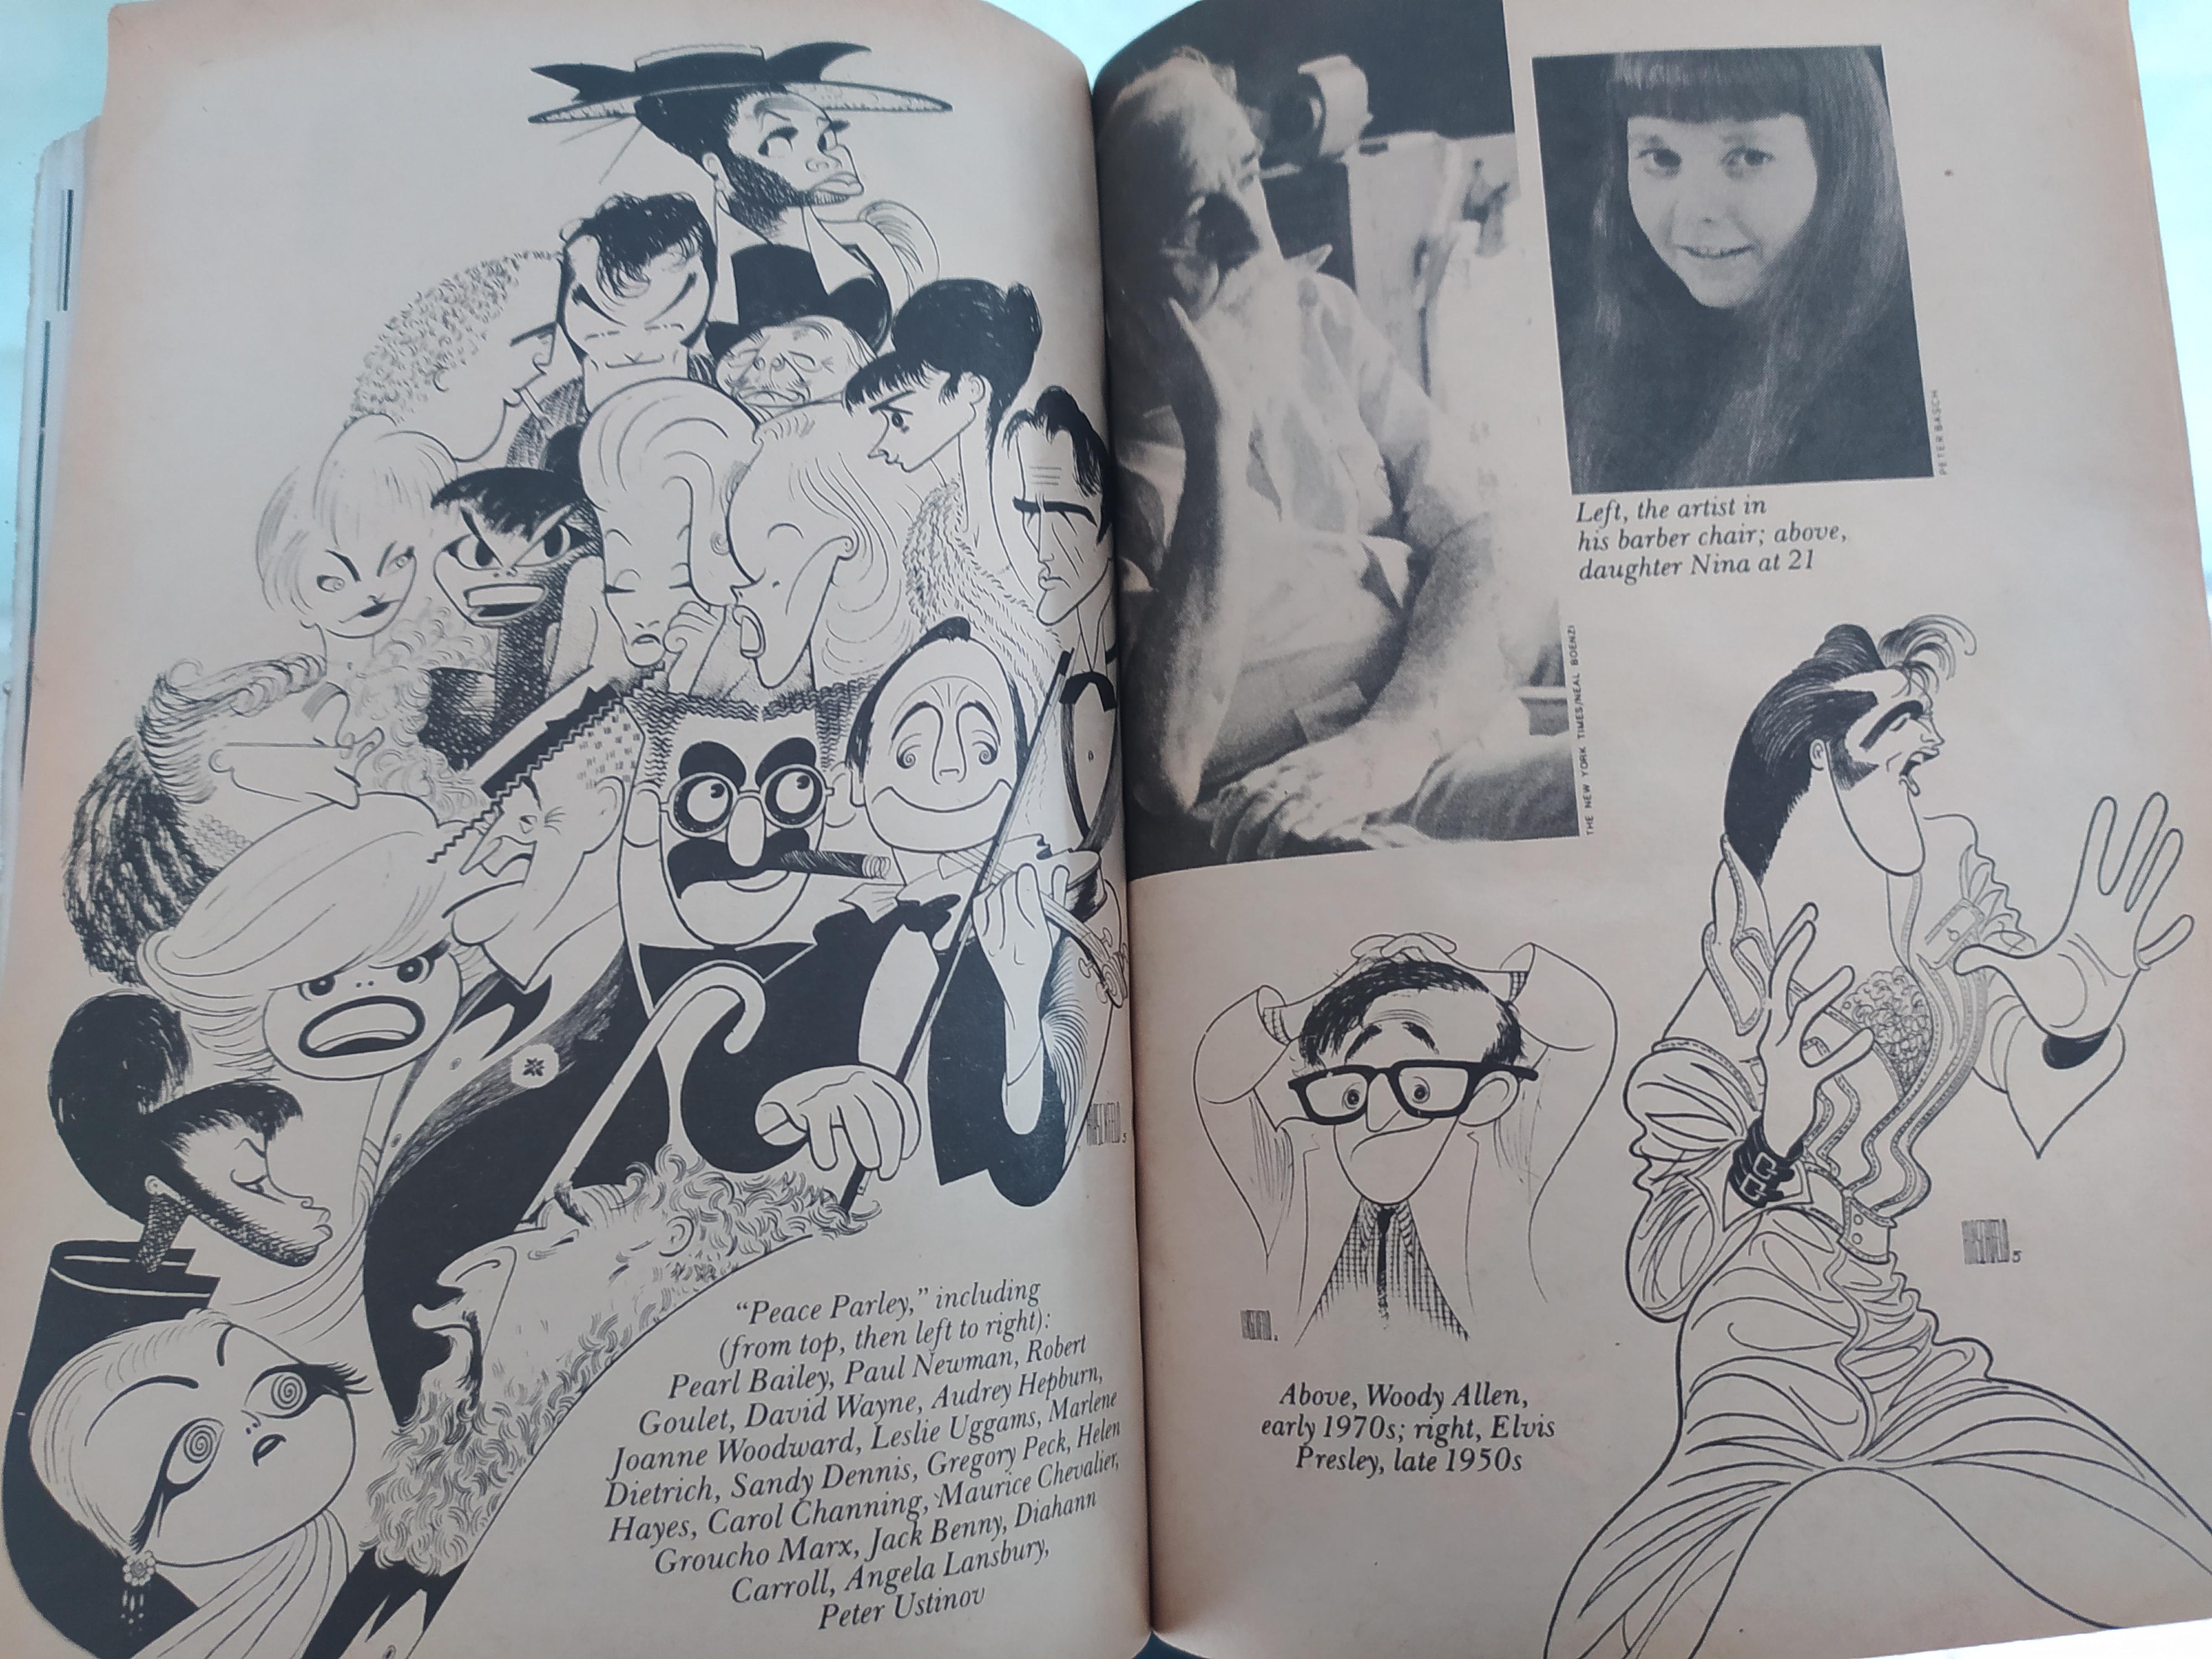 "Peace Parley," including
(from top, then left to right):
Pearl Bailey, Paul Newman, Robert
Goulet, David Wayne, Audrey Hepburn,
Joanne Woodward, Leslie Uggams, Marlene
Dietrich, Sandy Dennis, Gregory Peck, Helen
Hayes, Carol Channing, Maurice Chevalier,
Groucho Marx, Jack Benny, Diahann
Carroll, Angela Lansbury,
Peter Ustinov
HIRSCHFELD 3
PETER BASCH
Left, the artist in
his barber chair; above,
daughter Nina at 21
THE NEW YORK TIMES/NEAL BOENZI
HIRSCHFELD 5
Above, Woody Allen,
early 1970s; right, Elvis
Presley, late 1950s